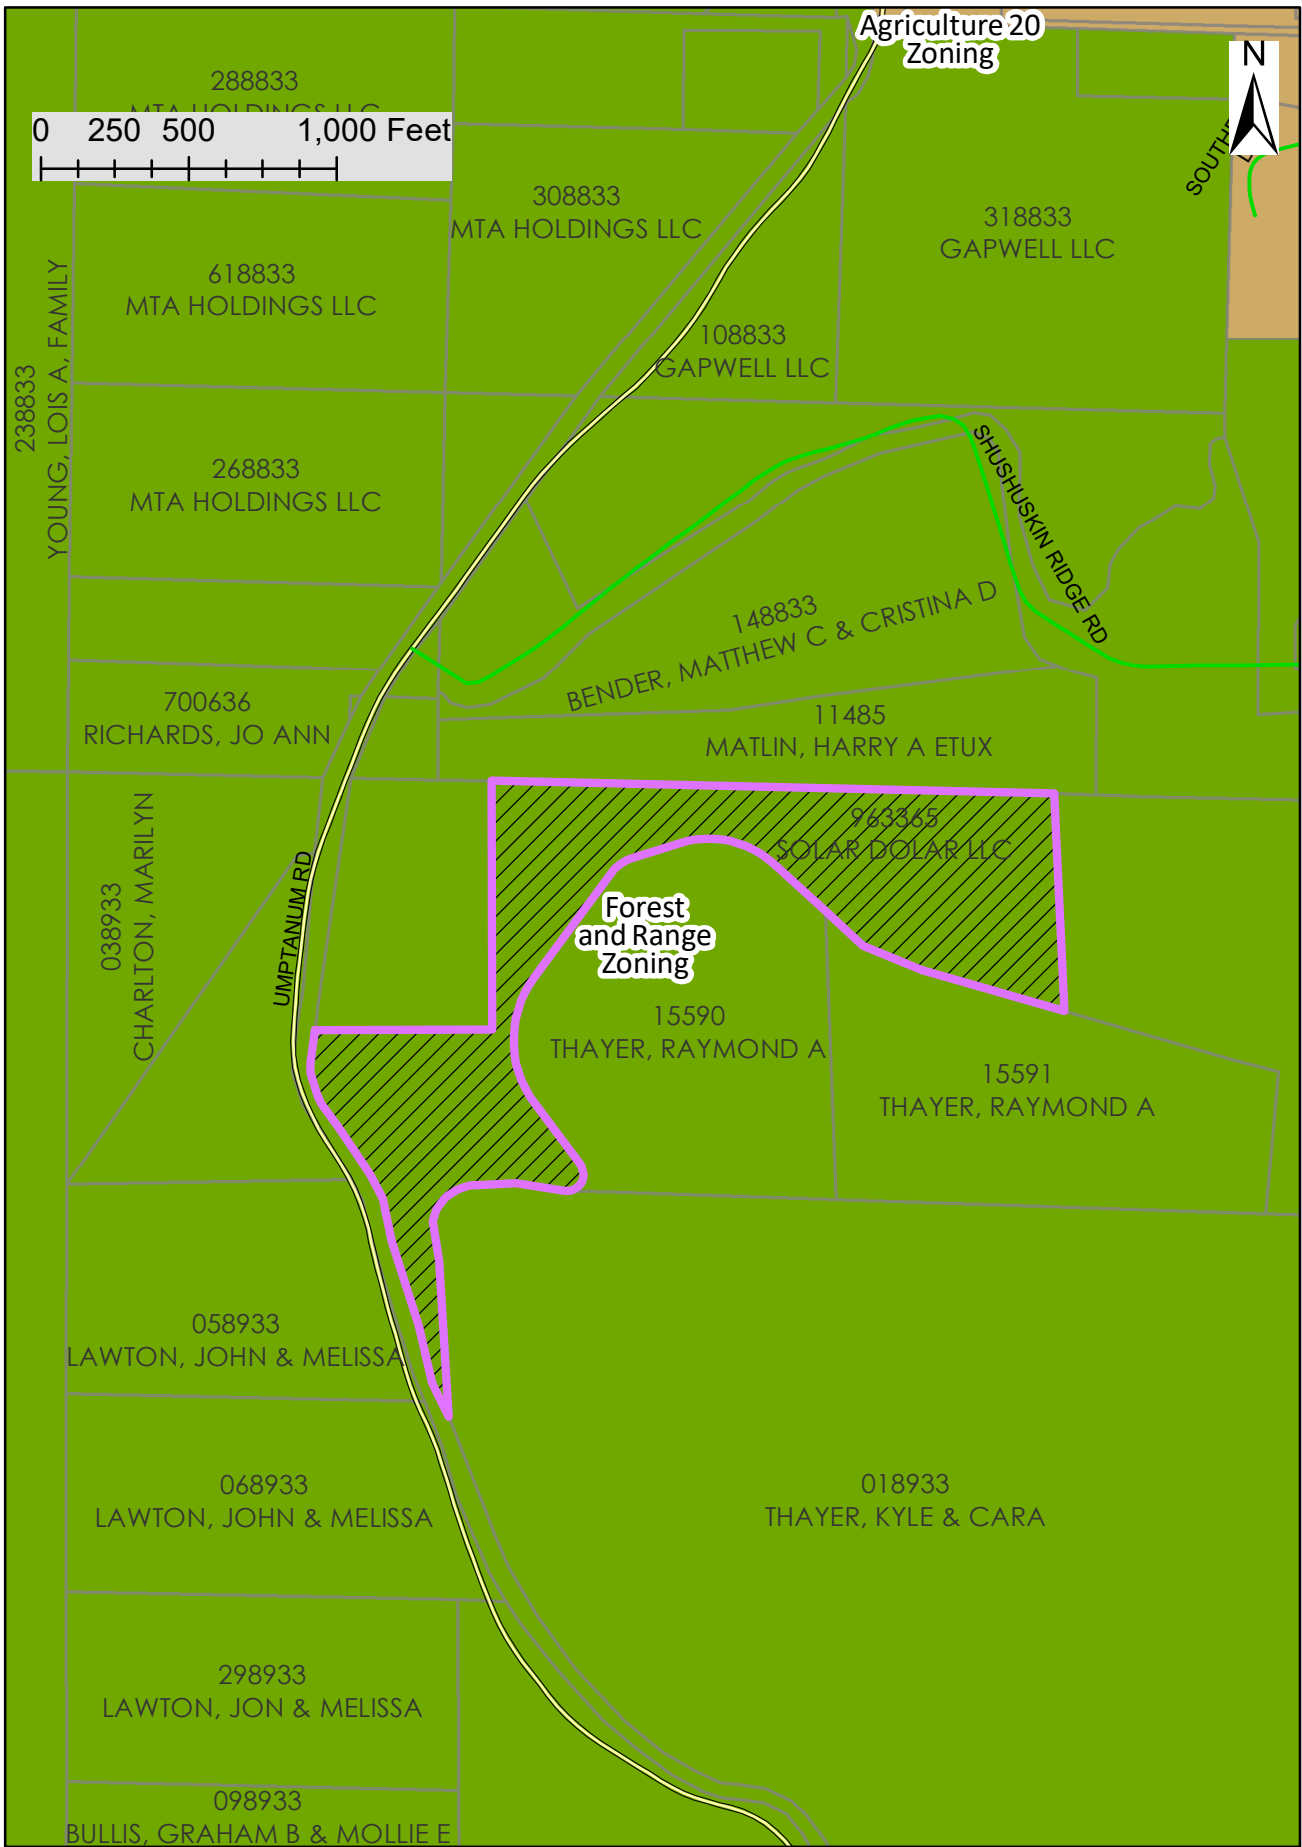 Agriculture 20
Zoning
N
288833
MTA HOLDINGS LLC
0 250 500 1,000 Feet
308833
MTA HOLDINGS LLC
318833
GAPWELL LLC
618833
MTA HOLDINGS LLC
238833
YOUNG, LOIS A, FAMILY
108833
GAPWELL LLC
268833
MTA HOLDINGS LLC
SHUSHUSKIN RIDGE RD
148833
BENDER, MATTHEW C & CRISTINA D
700636
RICHARDS, JO ANN
11485
MATLIN, HARRY A ETUX
963365
SOLAR DOLAR LLC
038933
CHARLTON, MARILYN
UMPTANUM RD
Forest
and Range
Zoning
15590
THAYER, RAYMOND A
15591
THAYER, RAYMOND A
058933
LAWTON, JOHN & MELISSA
068933
LAWTON, JOHN & MELISSA
018933
THAYER, KYLE & CARA
298933
LAWTON, JON & MELISSA
098933
BULLIS, GRAHAM B & MOLLIE E